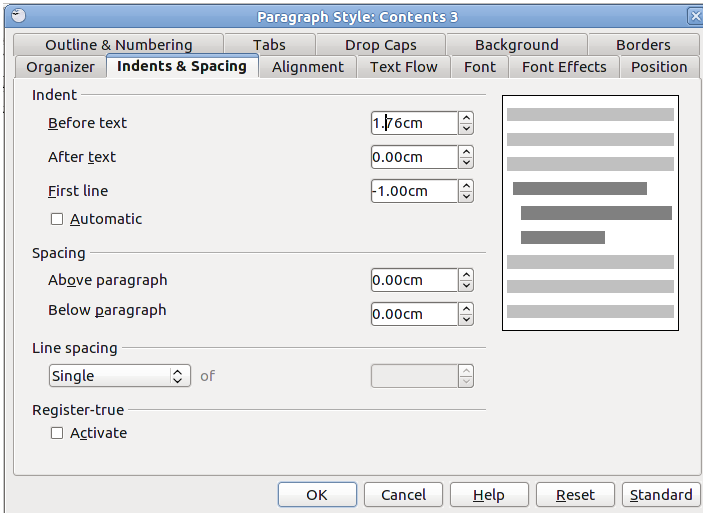 Paragraph Style: Contents 3
Outline & Numbering Tabs Drop Caps Background Borders
Organizer Indents & Spacing Alignment Text Flow Font Font Effects Position
Indent
Before text 1.76cm
After text 0.00cm
First line -1.00cm
Automatic
Spacing
Above paragraph 0.00cm
Below paragraph 0.00cm
Line spacing
Single of
Register-true
Activate
OK Cancel Help Reset Standard